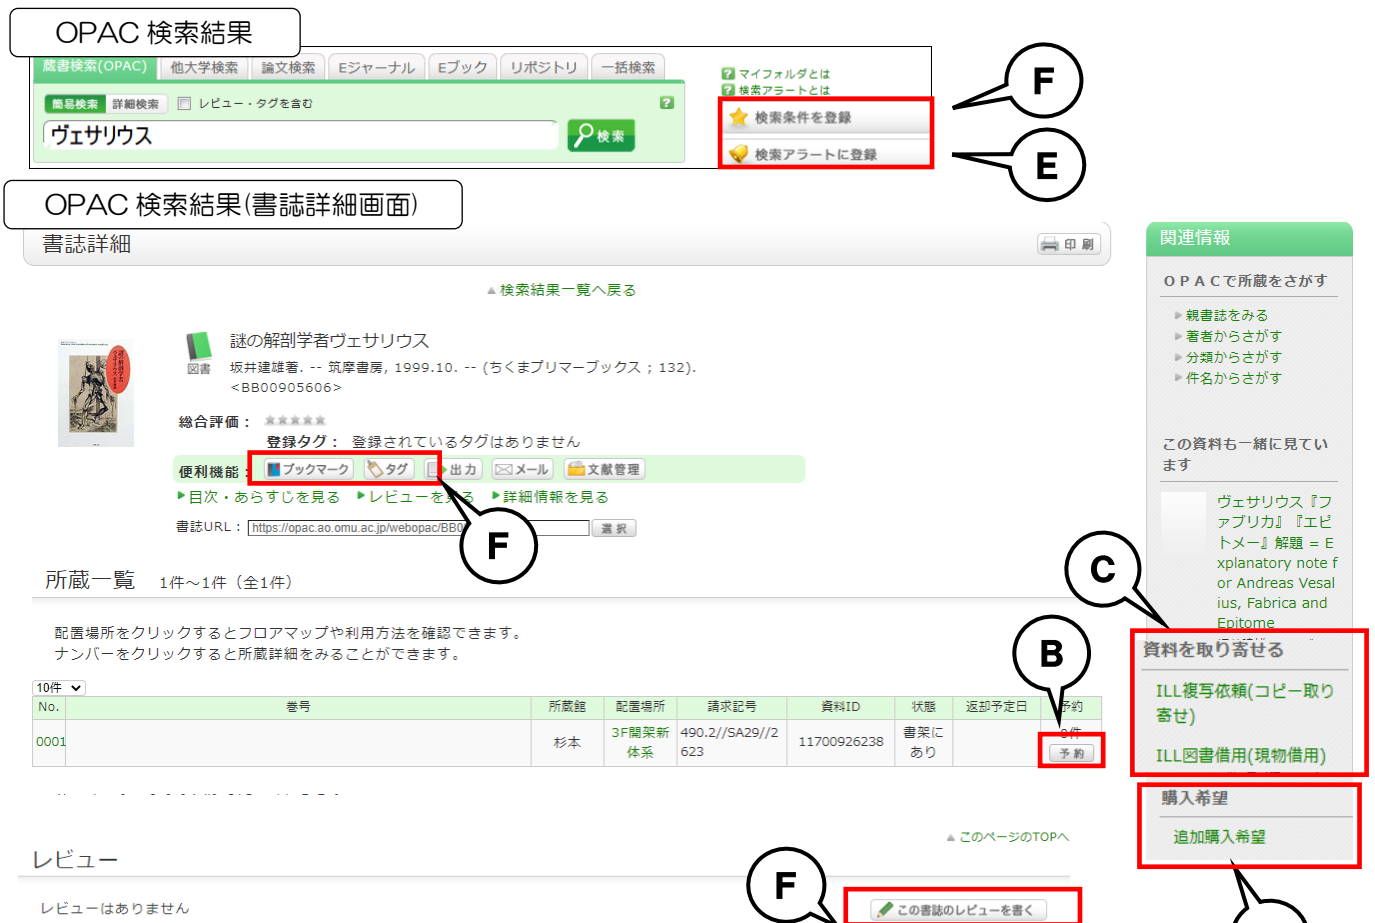 OPAC 検索結果
蔵書検索(OPAC) 他大学検索 論文検索 Eジャーナル Eブック リポジトリ 一括検索
? マイフォルダとは
? 検索アラートとは
簡易検索 詳細検索 レビュー・タグを含む ?
ヴェサリウス 検索
検索条件を登録
検索アラートに登録
F
E
OPAC 検索結果(書誌詳細画面)
書誌詳細
印刷
▲検索結果一覧へ戻る
図書
謎の解剖学者ヴェサリウス
坂井建雄著. -- 筑摩書房, 1999.10. -- (ちくまプリマーブックス ; 132).
<BB00905606>
総合評価： ★★★★★
登録タグ： 登録されているタグはありません
便利機能： ブックマーク タグ 出力 メール 文献管理
▶目次・あらすじを見る ▶レビューを見る ▶詳細情報を見る
書誌URL： https://opac.ao.omu.ac.jp/webopac/BB0 選択
F
所蔵一覧 1件～1件（全1件）
配置場所をクリックするとフロアマップや利用方法を確認できます。
ナンバーをクリックすると所蔵詳細をみることができます。
10件
No. 巻号 所蔵館 配置場所 請求記号 資料ID 状態 返却予定日 予約
0001 杉本 3F開架新体系 490.2//SA29//2623 11700926238 書架にあり 0件
予約
B
▲このページのTOPへ
レビュー
レビューはありません
F
この書誌のレビューを書く
関連情報
ＯＰＡＣで所蔵をさがす
▶親書誌をみる
▶著者からさがす
▶分類からさがす
▶件名からさがす
この資料も一緒に見てい
ます
ヴェサリウス『フ
ァブリカ』『エピ
トメー』解題 = E
xplanatory note f
or Andreas Vesal
ius, Fabrica and
Epitome
C
資料を取り寄せる
ILL複写依頼(コピー取り
寄せ)
ILL図書借用(現物借用)
購入希望
追加購入希望